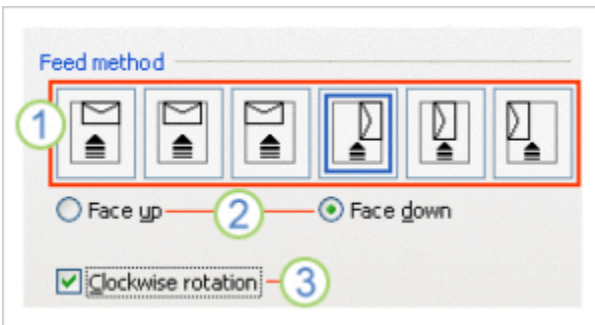 Feed method
1
Face up 2 Face down
Clockwise rotation 3